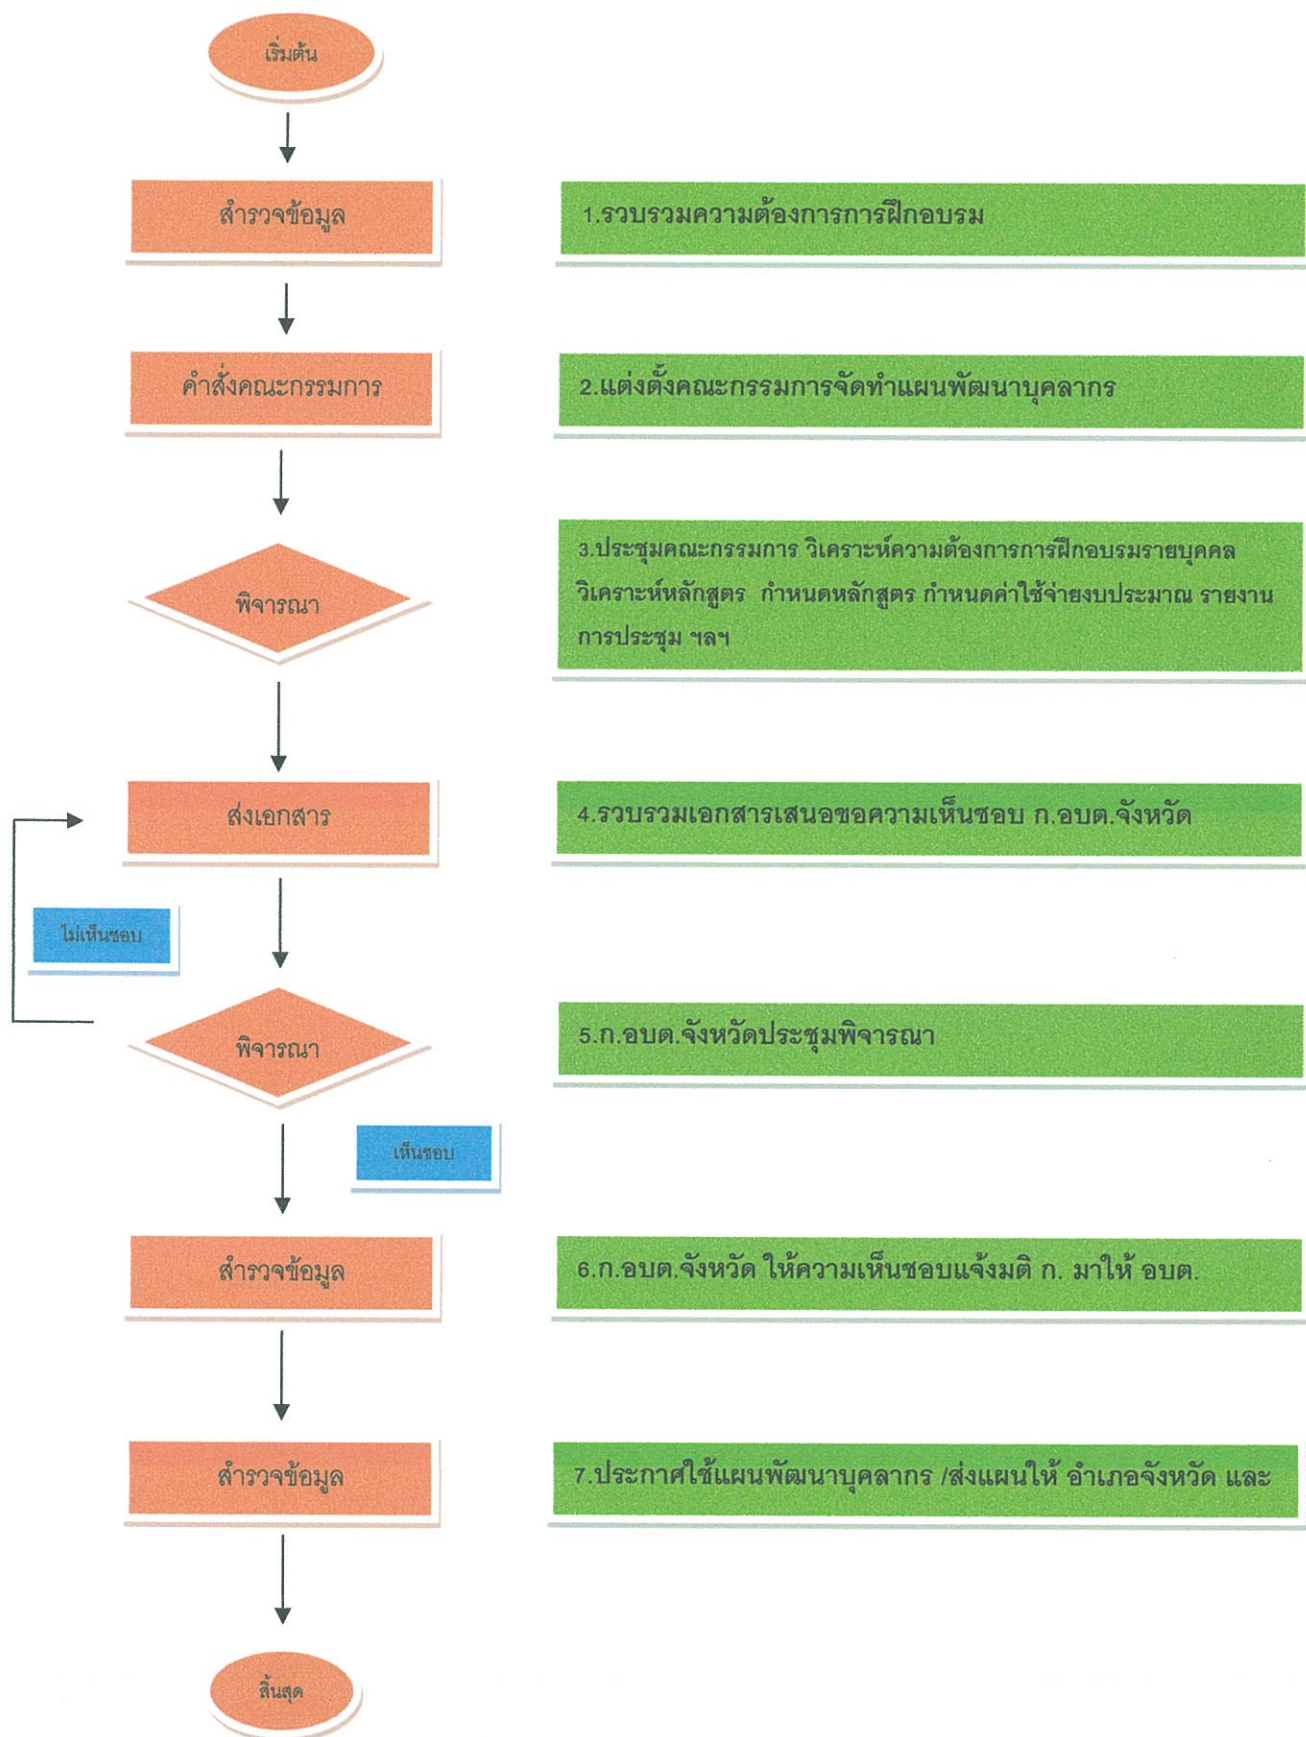 เริ่มต้น
สำรวจข้อมูล
1.รวบรวมความต้องการการฝึกอบรม
คำสั่งคณะกรรมการ
2.แต่งตั้งคณะกรรมการจัดทำแผนพัฒนาบุคลากร
พิจารณา
3.ประชุมคณะกรรมการ วิเคราะห์ความต้องการการฝึกอบรมรายบุคคล
วิเคราะห์หลักสูตร กำหนดหลักสูตร กำหนดค่าใช้จ่ายงบประมาณ รายงาน
การประชุม ฯลฯ
ส่งเอกสาร
4.รวบรวมเอกสารเสนอขอความเห็นชอบ ก.อบต.จังหวัด
ไม่เห็นชอบ
พิจารณา
5.ก.อบต.จังหวัดประชุมพิจารณา
เห็นชอบ
สำรวจข้อมูล
6.ก.อบต.จังหวัด ให้ความเห็นชอบแจ้งมติ ก. มาให้ อบต.
สำรวจข้อมูล
7.ประกาศใช้แผนพัฒนาบุคลากร /ส่งแผนให้ อำเภอจังหวัด และ
สิ้นสุด